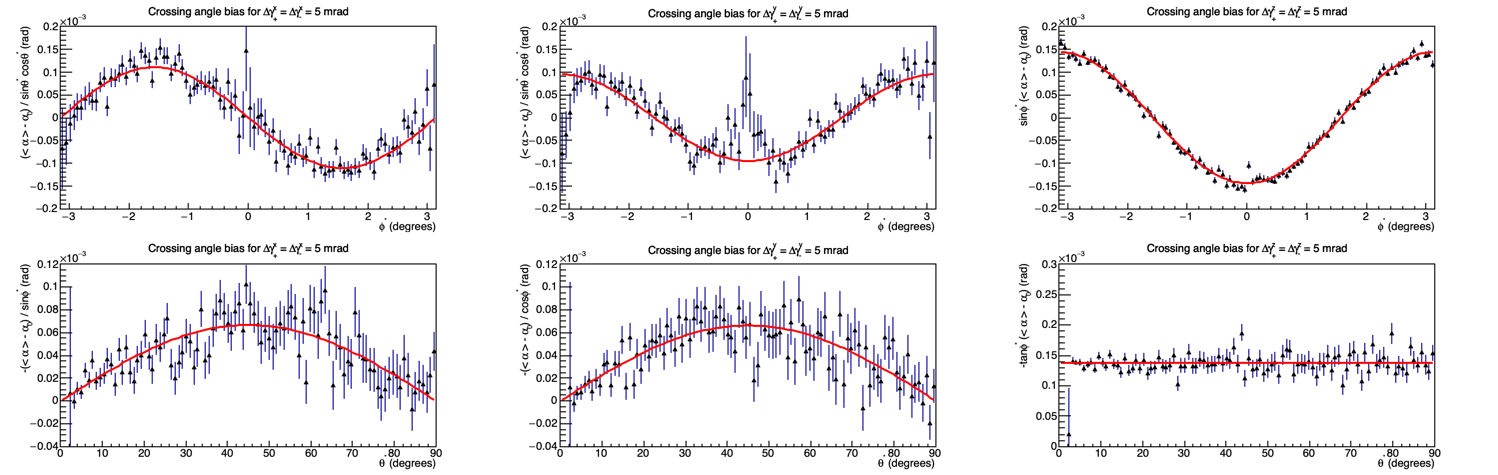 Crossing angle bias for Δγ₊ˣ = Δγ₋ˣ = 5 mrad
(< α > - α₀) / sinθ* cosθ* (rad)
×10⁻³
0.2
0.15
0.1
0.05
0
−0.05
−0.1
−0.15
−0.2
−3 −2 −1 0 1 2 3
ϕ* (degrees)
Crossing angle bias for Δγ₊ʸ = Δγ₋ʸ = 5 mrad
(< α > - α₀) / sinθ* cosθ* (rad)
×10⁻³
0.2
0.15
0.1
0.05
0
−0.05
−0.1
−0.15
−0.2
−3 −2 −1 0 1 2 3
ϕ* (degrees)
Crossing angle bias for Δγ₊ᶻ = Δγ₋ᶻ = 5 mrad
sinϕ* (< α > - α₀) (rad)
×10⁻³
0.2
0.15
0.1
0.05
0
−0.05
−0.1
−0.15
−0.2
−3 −2 −1 0 1 2 3
ϕ* (degrees)
Crossing angle bias for Δγ₊ˣ = Δγ₋ˣ = 5 mrad
-(< α > - α₀) / sinϕ* (rad)
×10⁻³
0.12
0.1
0.08
0.06
0.04
0.02
0
−0.02
−0.04
0 10 20 30 40 50 60 70 80 90
θ* (degrees)
Crossing angle bias for Δγ₊ʸ = Δγ₋ʸ = 5 mrad
-(< α > - α₀) / cosϕ* (rad)
×10⁻³
0.12
0.1
0.08
0.06
0.04
0.02
0
−0.02
−0.04
0 10 20 30 40 50 60 70 80 90
θ* (degrees)
Crossing angle bias for Δγ₊ᶻ = Δγ₋ᶻ = 5 mrad
-tanϕ* (< α > - α₀) (rad)
×10⁻³
0.3
0.25
0.2
0.15
0.1
0.05
0
0 10 20 30 40 50 60 70 80 90
θ* (degrees)